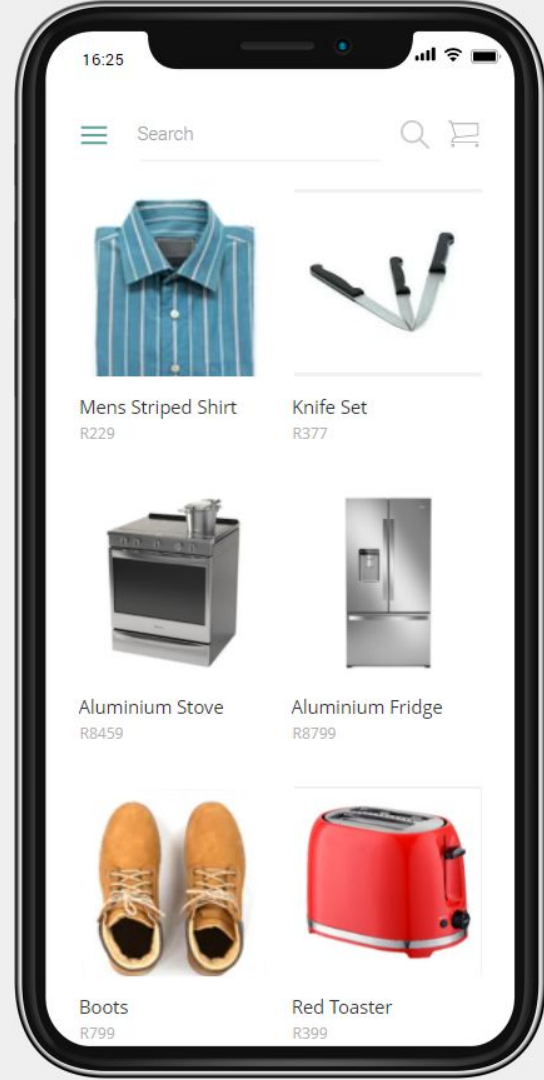 16:25
Search
Mens Striped Shirt
R229
Knife Set
R377
Aluminium Stove
R8459
Aluminium Fridge
R8799
Boots
R799
Red Toaster
R399